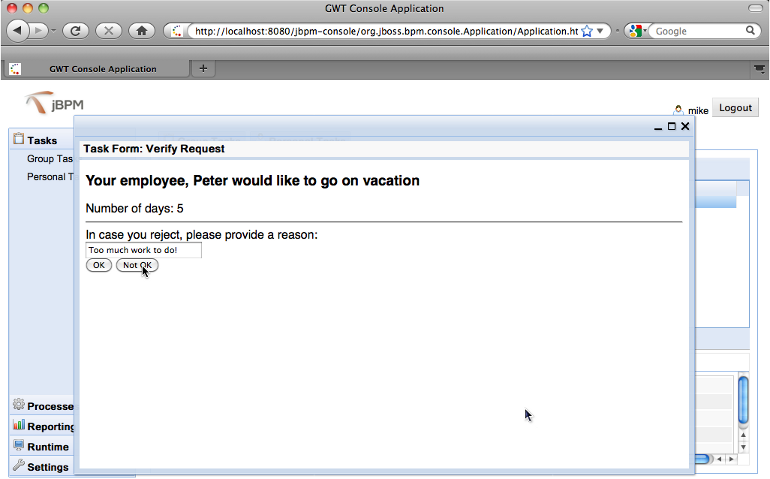 GWT Console Application
http://localhost:8080/jbpm-console/org.jboss.bpm.console.Application/Application.ht
Google
GWT Console Application
jBPM
mike
Logout
Tasks
Group Tas
Personal T
Task Form: Verify Request
Your employee, Peter would like to go on vacation
Number of days: 5
In case you reject, please provide a reason:
Too much work to do!
OK
Not OK
Processe
Reporting
Runtime
Settings